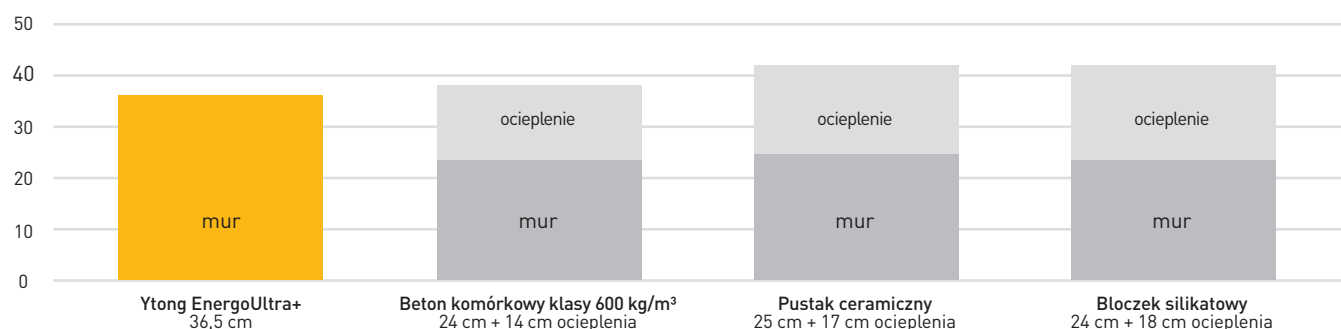 50
40
30
20
10
0
ocieplenie
ocieplenie
ocieplenie
mur
mur
mur
mur
Ytong EnergoUltra+
36,5 cm
Beton komórkowy klasy 600 kg/m³
24 cm + 14 cm ocieplenia
Pustak ceramiczny
25 cm + 17 cm ocieplenia
Bloczek silikatowy
24 cm + 18 cm ocieplenia